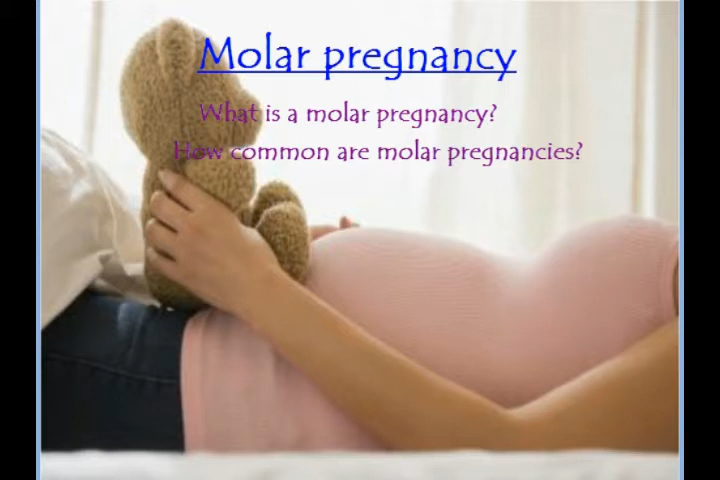 Molar pregnancy
What is a molar pregnancy?
How common are molar pregnancies?